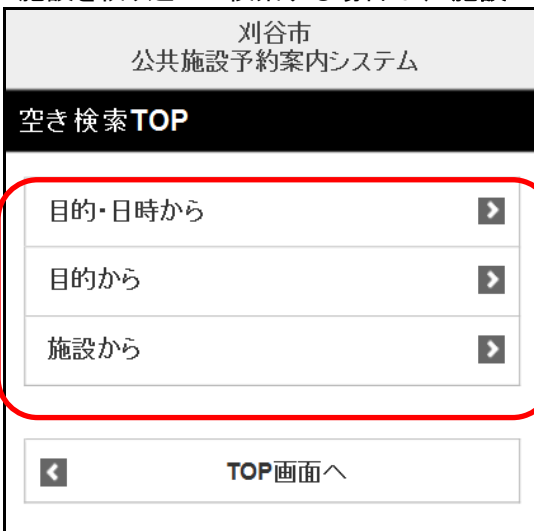 刈谷市
公共施設予約案内システム
空き検索TOP
目的・日時から
目的から
施設から
TOP画面へ